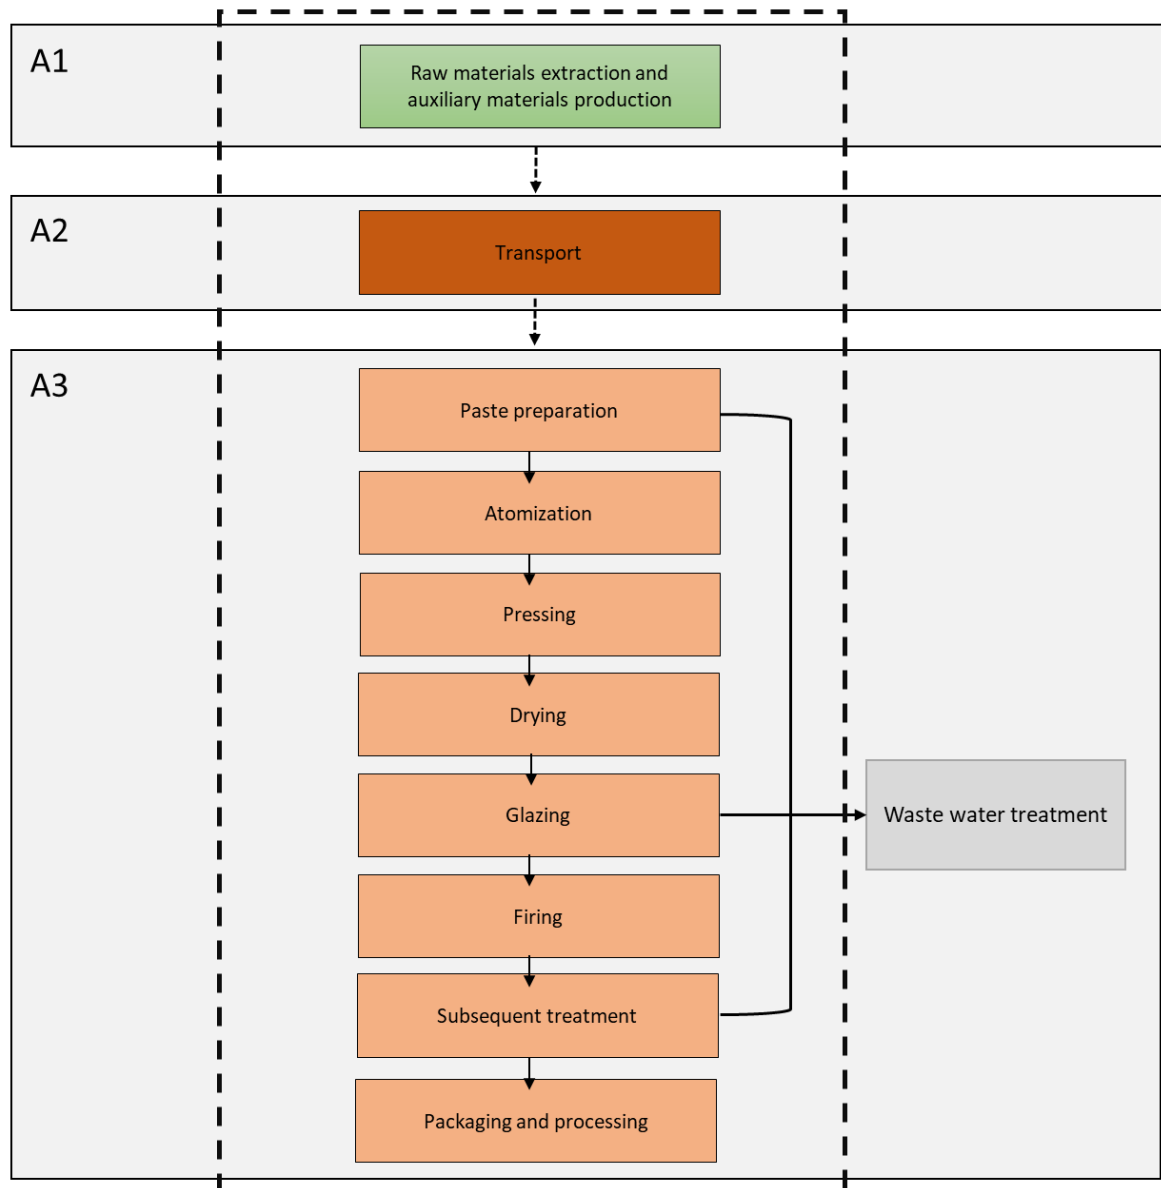 A1
Raw materials extraction and
auxiliary materials production
A2
Transport
A3
Paste preparation
Atomization
Pressing
Drying
Glazing
Waste water treatment
Firing
Subsequent treatment
Packaging and processing